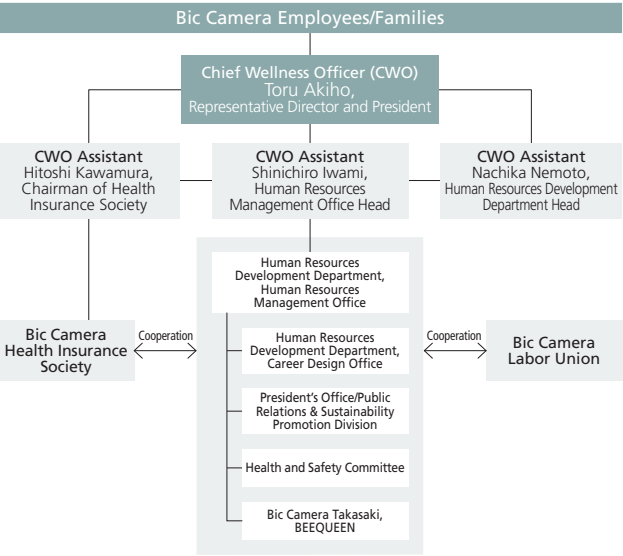 Bic Camera Employees/Families
Chief Wellness Officer (CWO)
Toru Akiho,
Representative Director and President
CWO Assistant
Hitoshi Kawamura,
Chairman of Health
Insurance Society
CWO Assistant
Shinichiro Iwami,
Human Resources
Management Office Head
CWO Assistant
Nachika Nemoto,
Human Resources Development
Department Head
Human Resources
Development Department,
Human Resources
Management Office
Bic Camera
Health Insurance
Society
Cooperation
Human Resources
Development Department,
Career Design Office
Cooperation
Bic Camera
Labor Union
President's Office/Public
Relations & Sustainability
Promotion Division
Health and Safety Committee
Bic Camera Takasaki,
BEEQUEEN